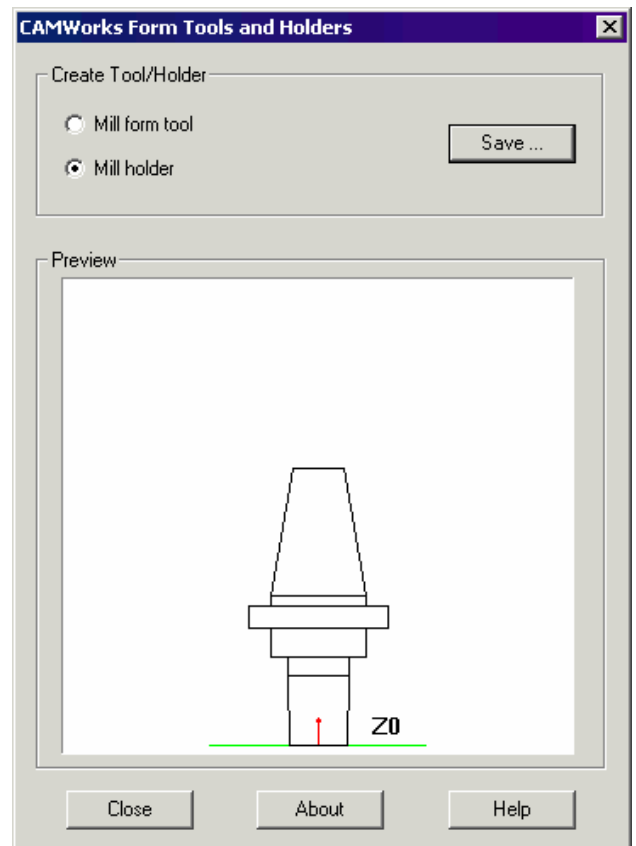 CAMWorks Form Tools and Holders
Create Tool/Holder
Mill form tool
Save ...
Mill holder
Preview
Z0
Close
About
Help